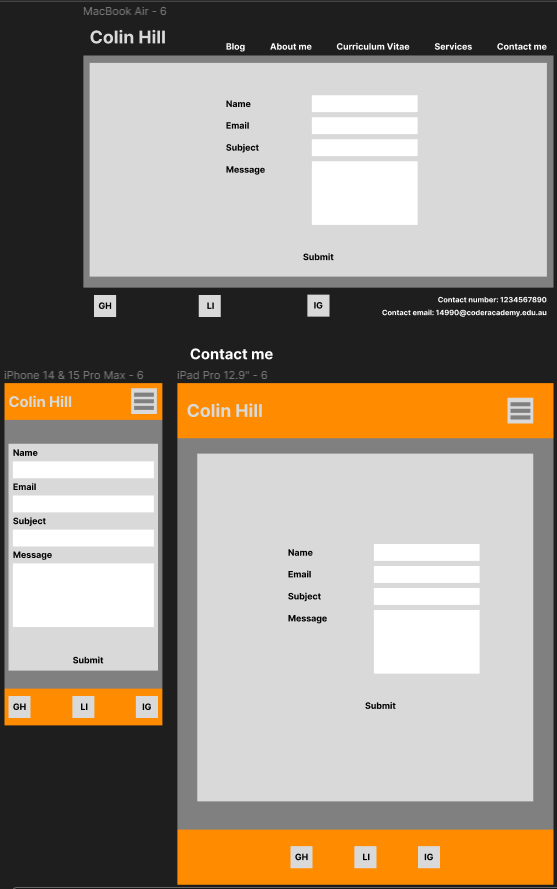 MacBook Air - 6
Colin Hill
Blog About me Curriculum Vitae Services Contact me
Name
Email
Subject
Message
Submit
GH LI IG
Contact number: 1234567890
Contact email: 14990@coderacademy.edu.au
Contact me
iPhone 14 & 15 Pro Max - 6
Colin Hill
Name
Email
Subject
Message
Submit
GH LI IG
iPad Pro 12.9" - 6
Colin Hill
Name
Email
Subject
Message
Submit
GH LI IG